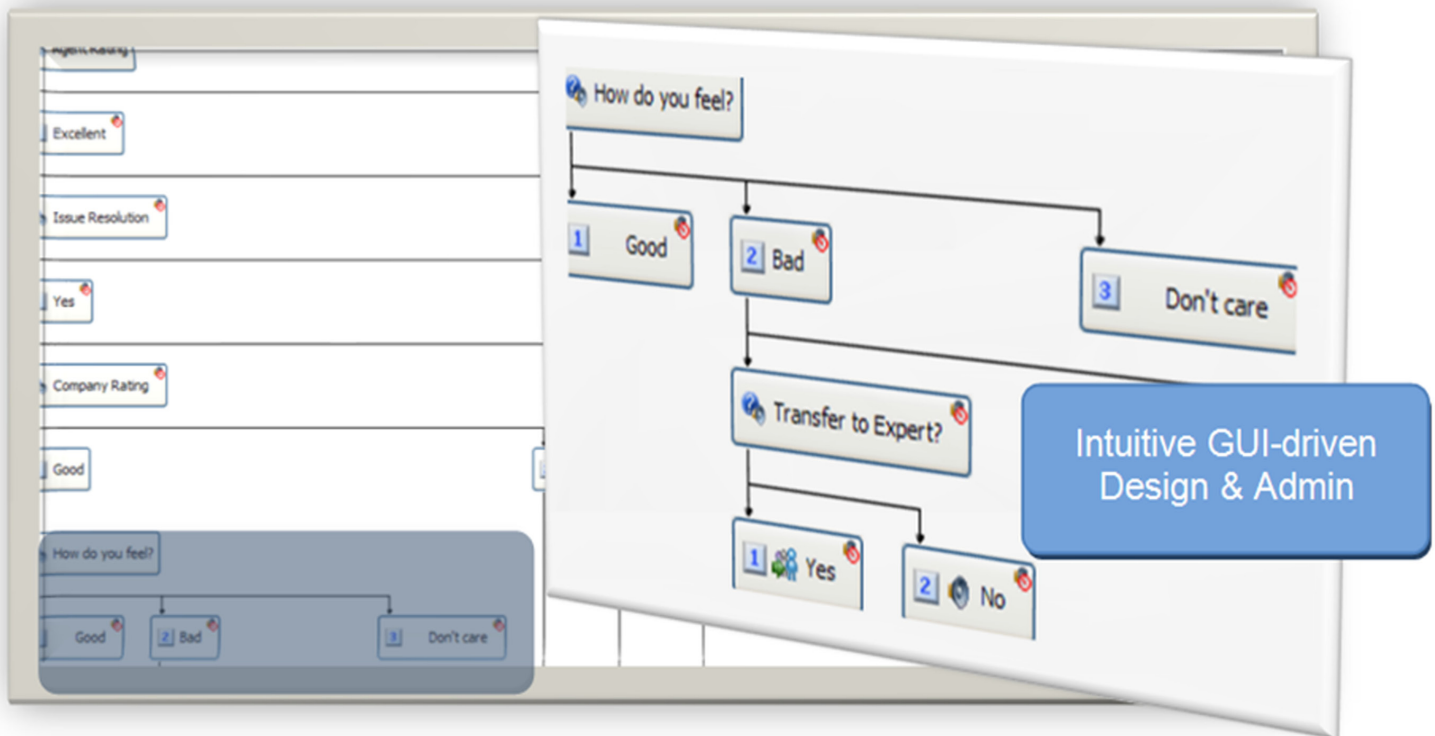 Agent Rating
Excellent
Issue Resolution
Yes
Company Rating
Good
How do you feel?
Good
2 Bad
3 Don't care
How do you feel?
1 Good
2 Bad
3 Don't care
Transfer to Expert?
1 Yes
2 No
Intuitive GUI-driven
Design & Admin